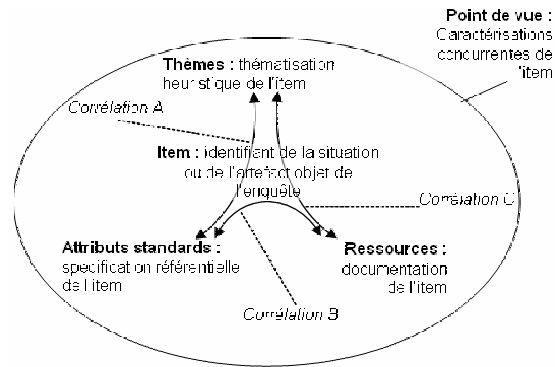 Point de vue :
Caractérisations
concurrentes de
l'item
Thèmes : thématisation
heuristique de l'item
Corrélation A
Item : identifiant de la situation
ou de l'artefact objet de
l'enquête
Corrélation C
Attributs standards :
spécification référentielle
de l'item
Ressources :
documentation
de l'item
Corrélation B